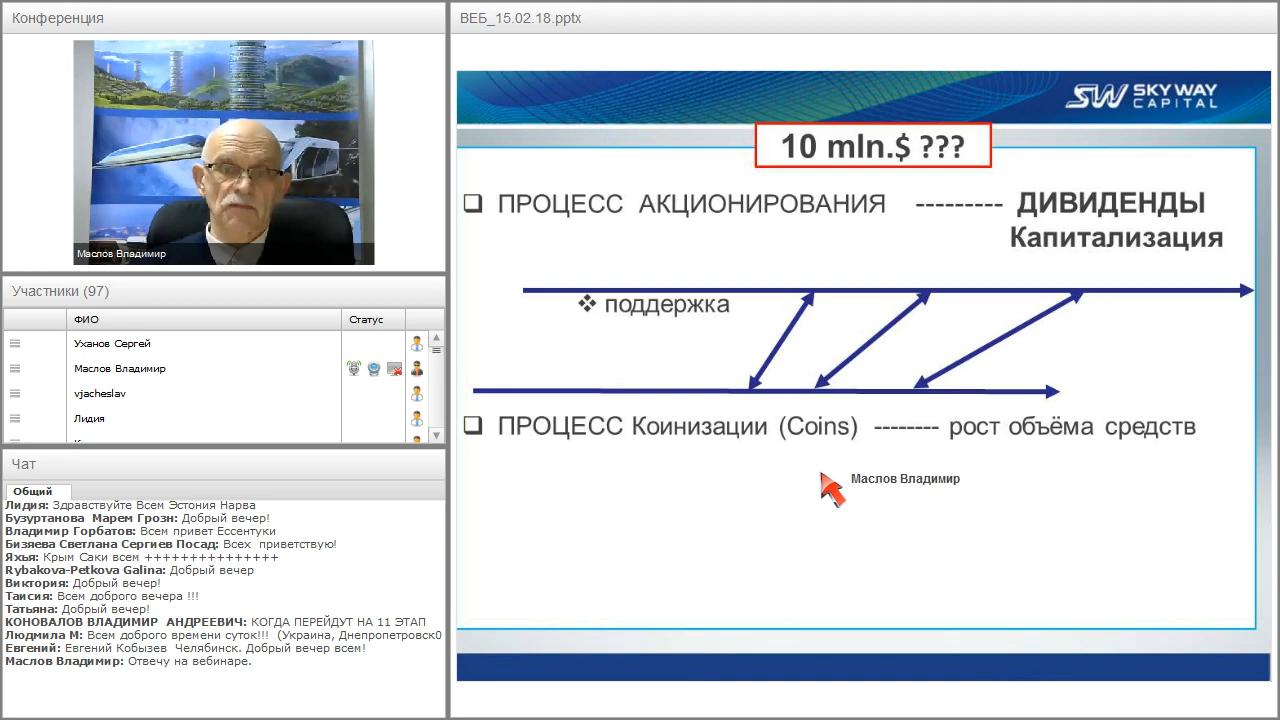 Конференция
Маслов Владимир
Участники (97)
ФИО
Статус
Уханов Сергей
Маслов Владимир
vjacheslav
Лидия
Чат
Общий
Лидия: Здравствуйте Всем Эстония Нарва
Бузуртанова Марем Грозн: Добрый вечер!
Владимир Горбатов: Всем привет Ессентуки
Бизяева Светлана Сергиев Посад: Всех приветствую!
Яхья: Крым Саки всем +++++++++++++++
Rybakova-Petkova Galina: Добрый вечер
Виктория: Добрый вечер!
Таисия: Всем доброго вечера !!!
Татьяна: Добрый вечер!
КОНОВАЛОВ ВЛАДИМИР АНДРЕЕВИЧ: КОГДА ПЕРЕЙДУТ НА 11 ЭТАП
Людмила М: Всем доброго времени суток!!! (Украина, Днепропетровск0
Евгений: Евгений Кобызев Челябинск. Добрый вечер всем!
Маслов Владимир: Отвечу на вебинаре.
ВЕБ_15.02.18.pptx
SW SKY WAY
CAPITAL
10 mln.$ ???
ПРОЦЕСС АКЦИОНИРОВАНИЯ --------- ДИВИДЕНДЫ
Капитализация
поддержка
ПРОЦЕСС Коинизации (Coins) -------- рост объёма средств
Маслов Владимир